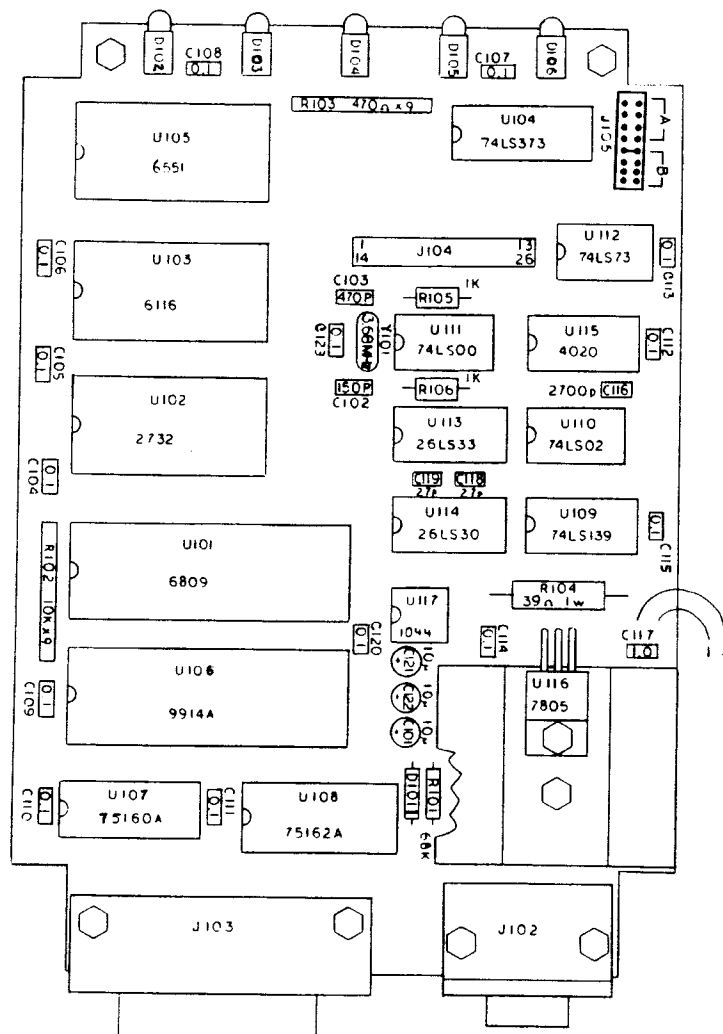 D102
C108
0.1
D103
D104
D105
C107
0.1
D106
R103 470Ω x 9
U105
6551
U104
74LS373
J105
A
B
C106
0.1
U103
6116
1
14
J104
13
26
U112
74LS73
0.1
C113
C103
470P
R105
1K
C123
0.1
3.68MHz
Y101
U111
74LS00
U115
4020
C112
0.1
C105
0.1
150P
C102
R106
1K
2700p
C116
U102
2732
U113
26LS33
U110
74LS02
C104
0.1
C119
27p
C118
27p
U114
26LS30
U109
74LS139
0.1
C115
R102 10K x 9
U101
6809
R104
39Ω 1w
U117
1044
C120
0.1
C114
0.1
C117
1.0
U106
9914A
C121
10µ
C122
10µ
C101
10µ
U116
7805
C109
0.1
C110
0.1
U107
75160A
C111
0.1
U108
75162A
D101
R101
68K
J103
J102